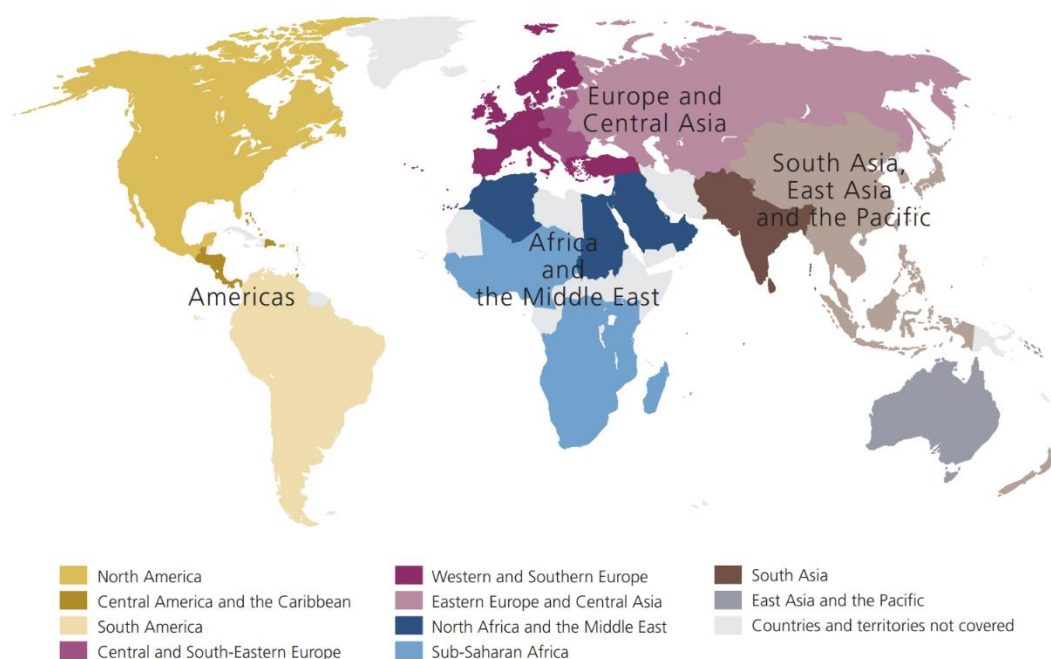 Europe and
Central Asia
South Asia,
East Asia
and the Pacific
Africa
and
the Middle East
Americas
North America
Central America and the Caribbean
South America
Central and South-Eastern Europe
Western and Southern Europe
Eastern Europe and Central Asia
North Africa and the Middle East
Sub-Saharan Africa
South Asia
East Asia and the Pacific
Countries and territories not covered